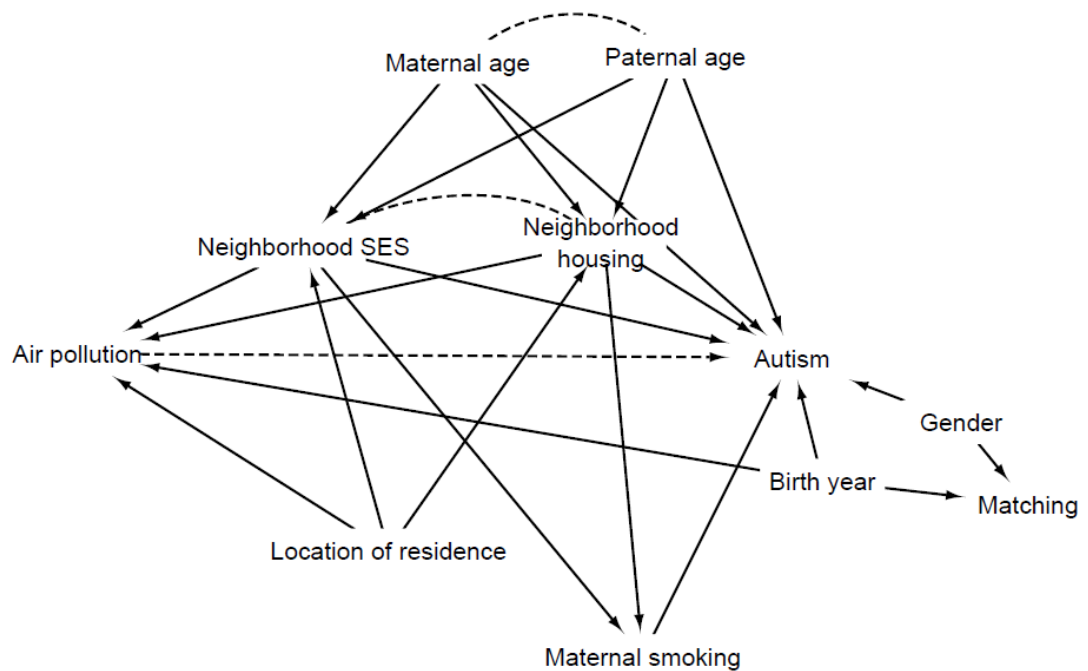 Maternal age
Paternal age
Neighborhood SES
Neighborhood
housing
Air pollution
Autism
Gender
Birth year
Matching
Location of residence
Maternal smoking